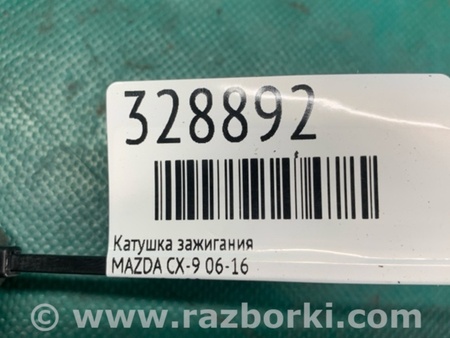 328892
Катушка зажигания
MAZDA CX-9 06-16
© www.razborki.com